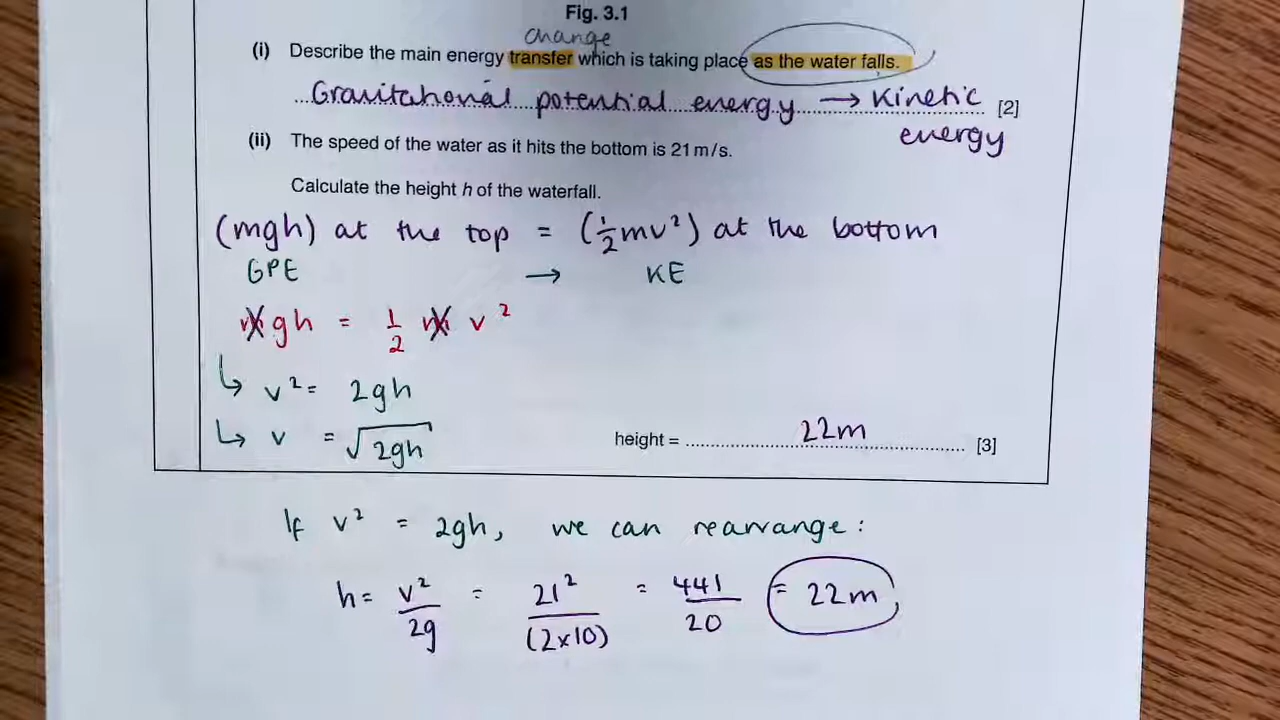 Fig. 3.1
change
(i) Describe the main energy transfer which is taking place as the water falls.
Gravitational potential energy → Kinetic [2]
energy
(ii) The speed of the water as it hits the bottom is 21 m/s.
Calculate the height h of the waterfall.
(mgh) at the top = (½mv²) at the bottom
GPE → KE
mgh = ½ m v²
↳ v² = 2gh
↳ v = √2gh
height = 22m [3]
If v² = 2gh, we can rearrange:
h = v²/2g = 21²/(2×10) = 441/20 = 22m